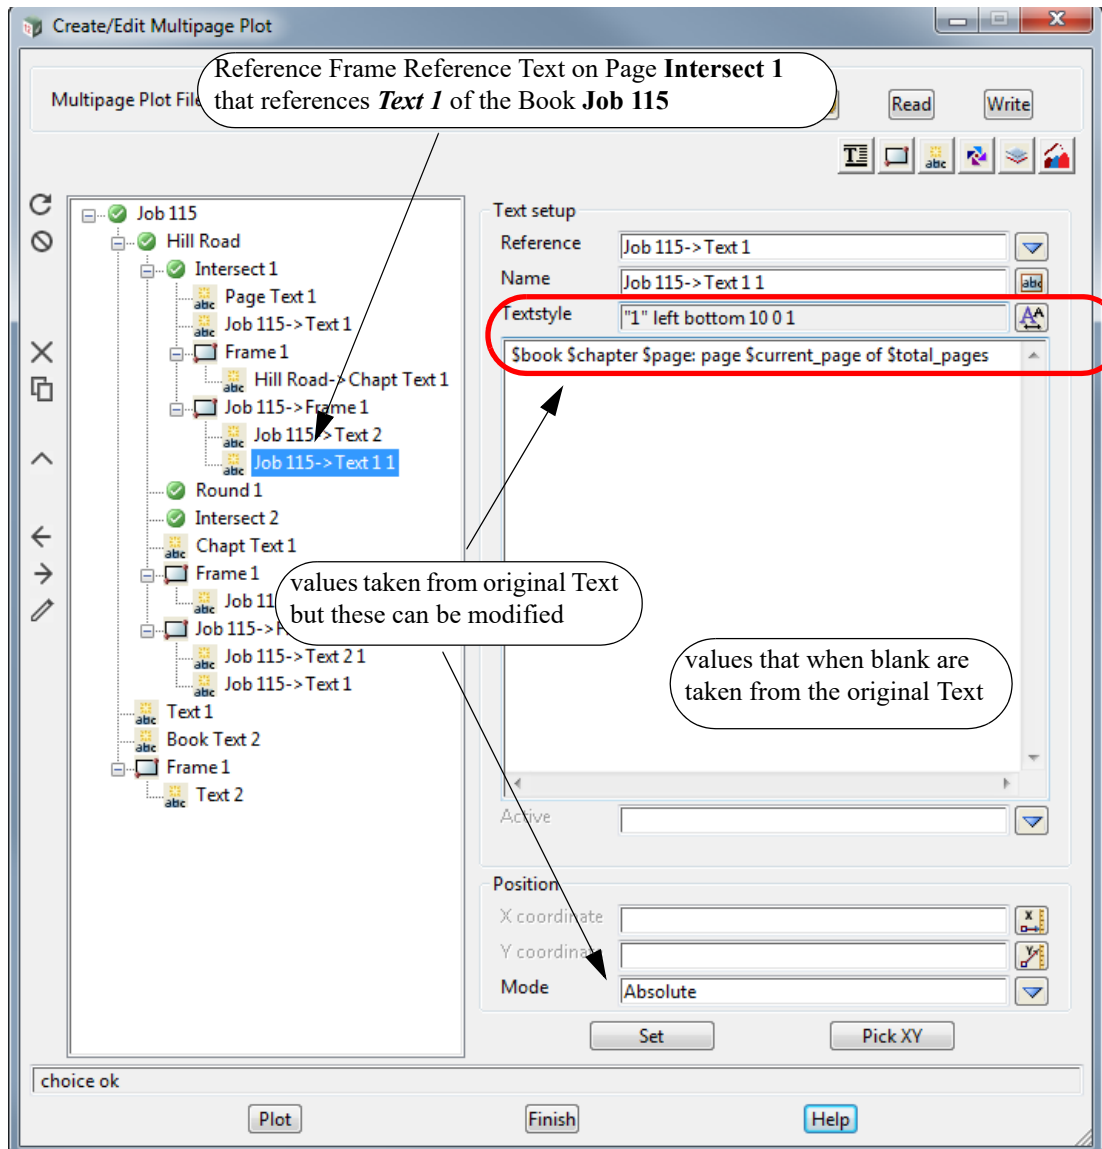 Create/Edit Multipage Plot
Reference Frame Reference Text on Page Intersect 1
that references Text 1 of the Book Job 115
Multipage Plot File
Read
Write
Job 115
Hill Road
Intersect 1
Page Text 1
Job 115->Text 1
Frame 1
Hill Road->Chapt Text 1
Job 115->Frame 1
Job 115->Text 2
Job 115->Text 1 1
Round 1
Intersect 2
Chapt Text 1
Frame 1
Job 11
Job 115->F
Job 115->Text 2 1
Job 115->Text 1
Text 1
Book Text 2
Frame 1
Text 2
Text setup
Reference
Job 115->Text 1
Name
Job 115->Text 1 1
Textstyle
"1" left bottom 10 0 1
$book $chapter $page: page $current_page of $total_pages
values taken from original Text
but these can be modified
values that when blank are
taken from the original Text
Active
Position
X coordinate
Y coordinate
Mode
Absolute
Set
Pick XY
choice ok
Plot
Finish
Help